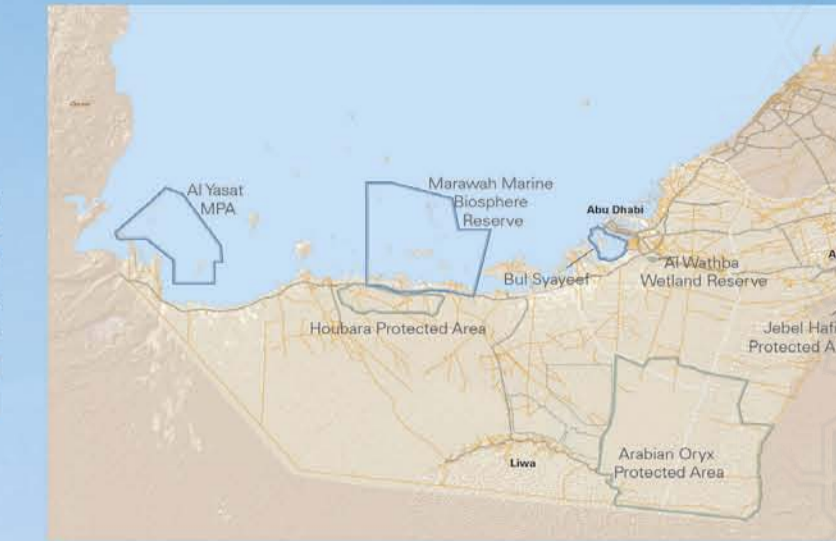 Al Yasat
MPA
Marawah Marine
Biosphere
Reserve
Abu Dhabi
Bul Syayeef
Al Wathba
Wetland Reserve
Houbara Protected Area
Jebel Hafi
Protected A
Arabian Oryx
Protected Area
Liwa